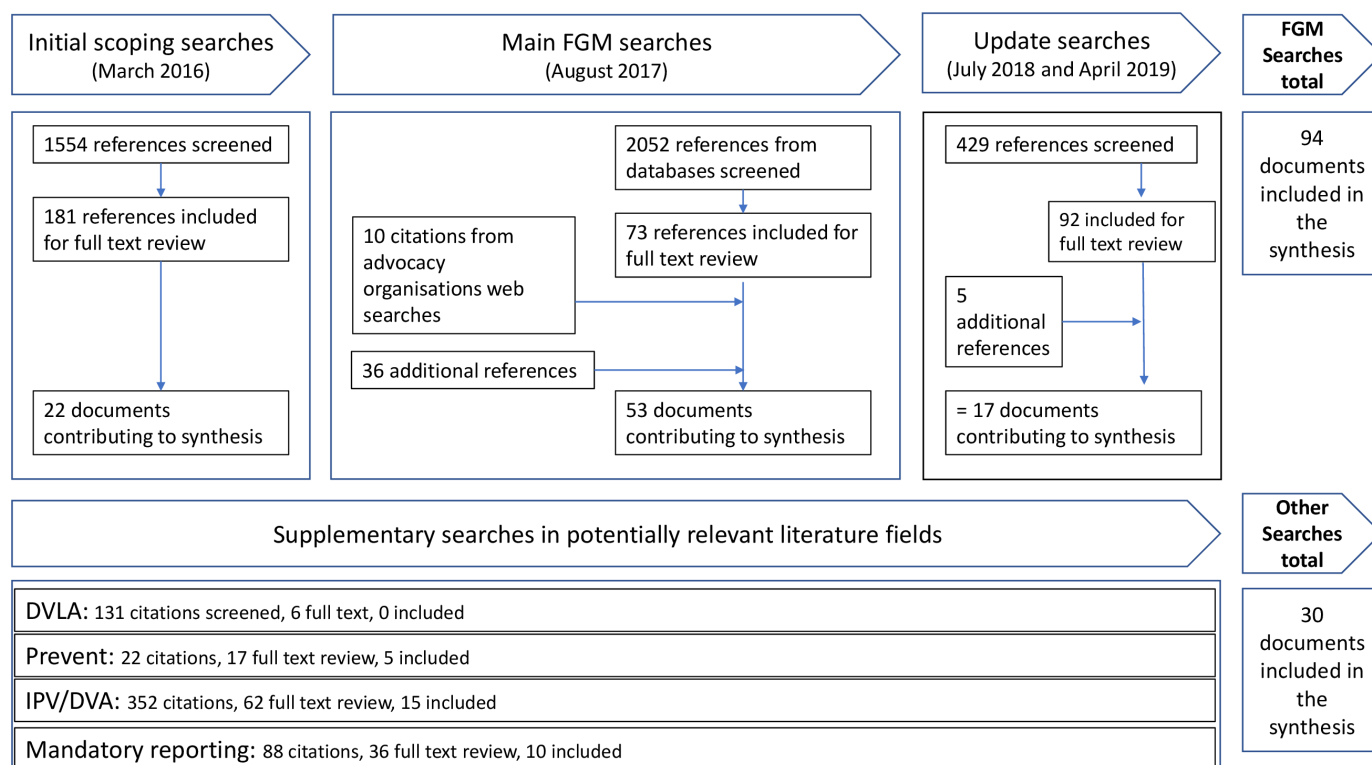 Initial scoping searches
(March 2016)
Main FGM searches
(August 2017)
Update searches
(July 2018 and April 2019)
FGM
Searches
total
1554 references screened
181 references included
for full text review
22 documents
contributing to synthesis
2052 references from
databases screened
73 references included for
full text review
10 citations from
advocacy
organisations web
searches
36 additional references
53 documents
contributing to synthesis
429 references screened
92 included for
full text review
5
additional
references
= 17 documents
contributing to synthesis
94
documents
included in
the
synthesis
Supplementary searches in potentially relevant literature fields
Other
Searches
total
DVLA: 131 citations screened, 6 full text, 0 included
Prevent: 22 citations, 17 full text review, 5 included
IPV/DVA: 352 citations, 62 full text review, 15 included
Mandatory reporting: 88 citations, 36 full text review, 10 included
30
documents
included in
the
synthesis